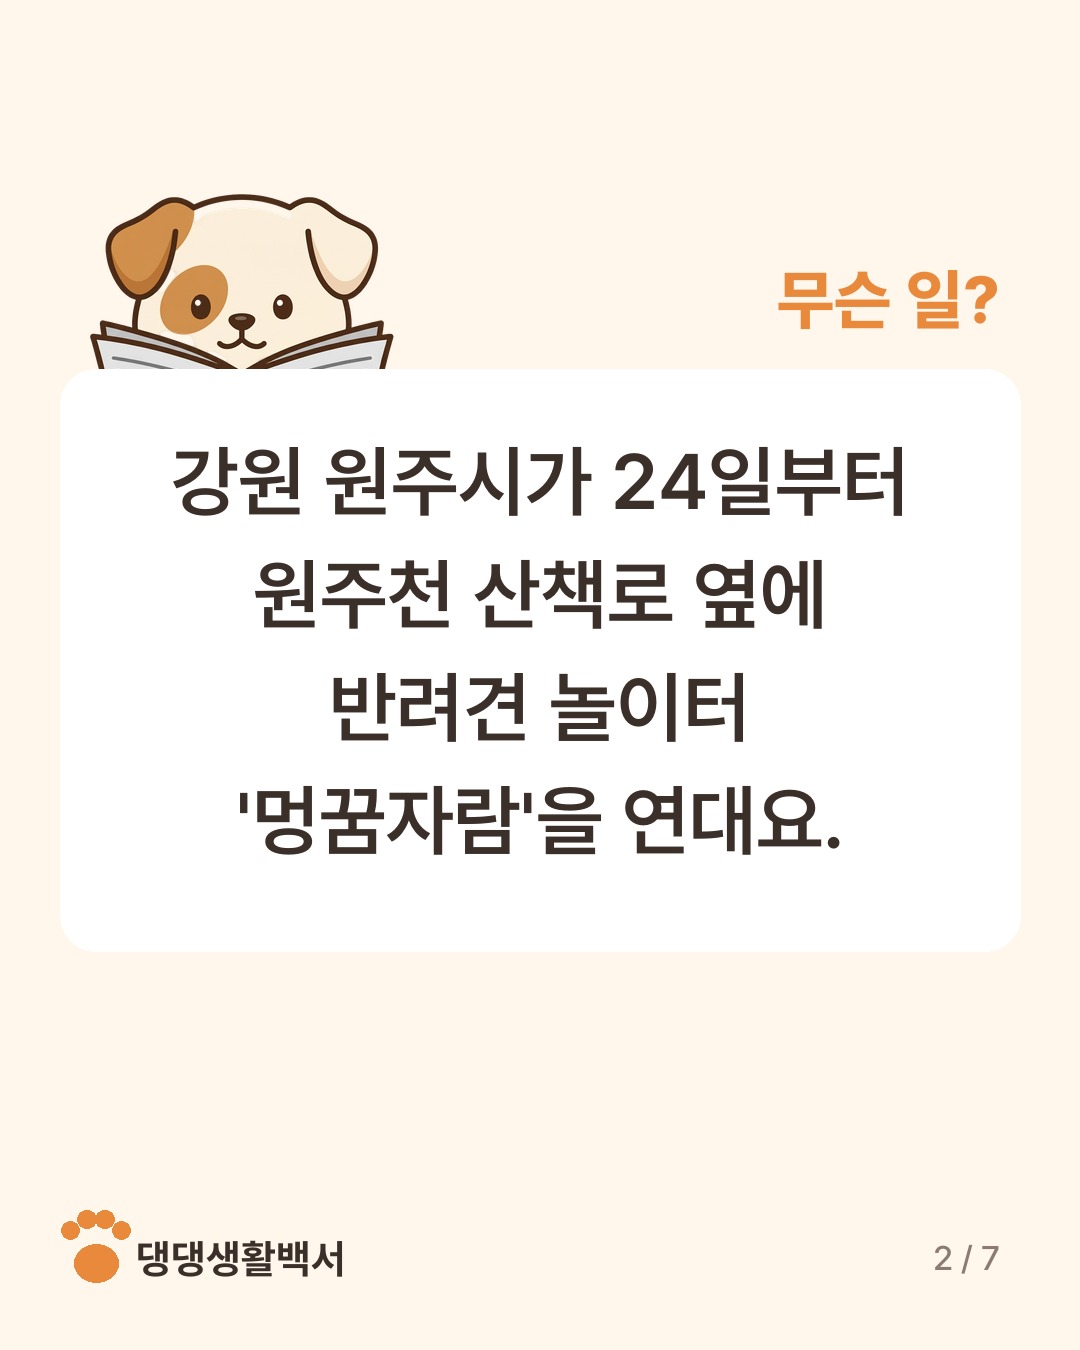 무슨 일?
강원 원주시가 24일부터
원주천 산책로 옆에
반려견 놀이터
'멍꿈자람'을 연대요.
댕댕생활백서
2 / 7